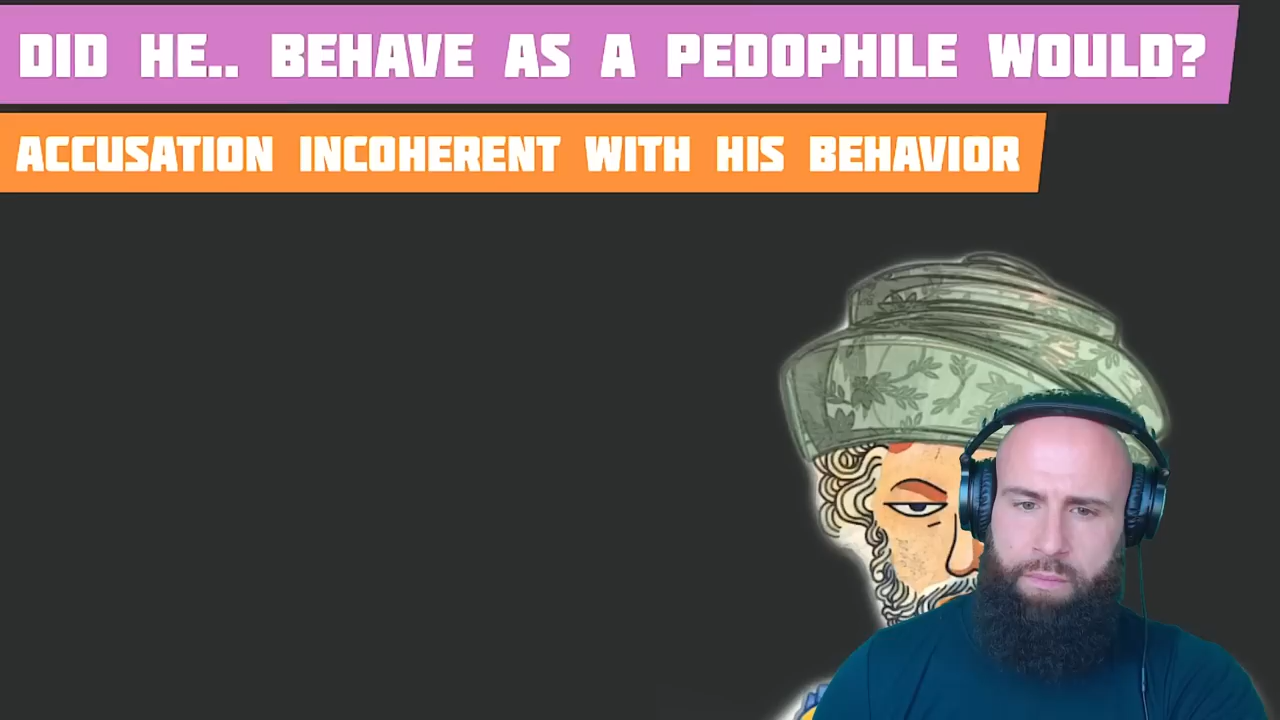 DID HE.. BEHAVE AS A PEDOPHILE WOULD?
ACCUSATION INCOHERENT WITH HIS BEHAVIOR